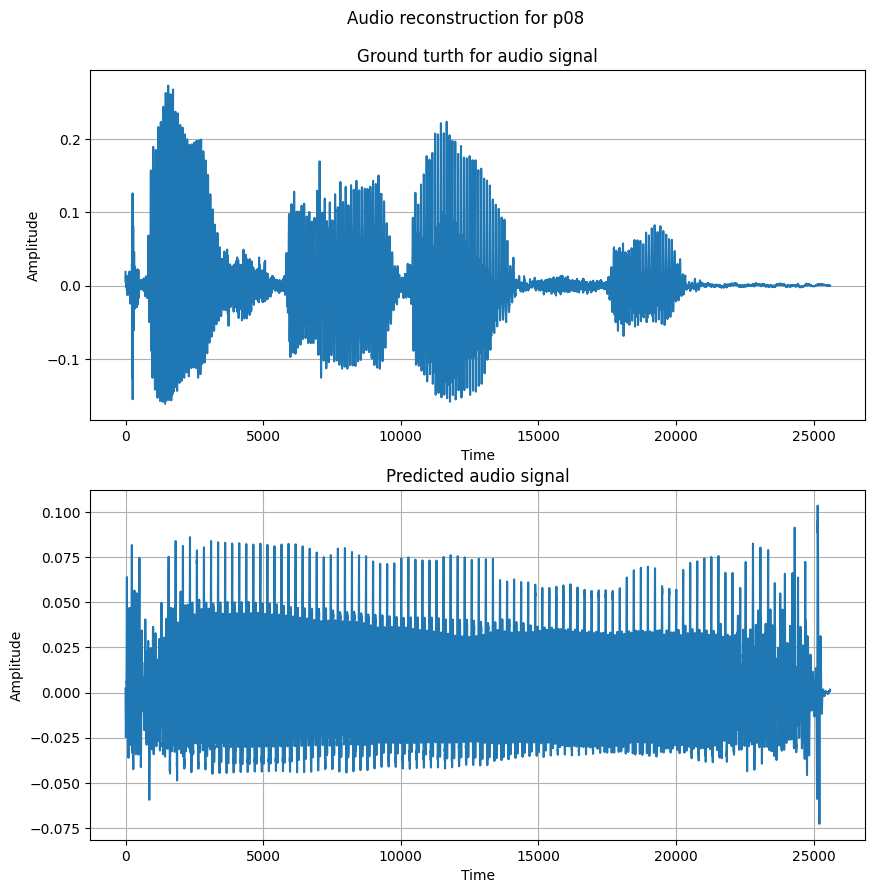 Audio reconstruction for p08
Ground turth for audio signal
Amplitude
0.2
0.1
0.0
−0.1
0 5000 10000 15000 20000 25000
Time
Predicted audio signal
Amplitude
0.100
0.075
0.050
0.025
0.000
−0.025
−0.050
−0.075
0 5000 10000 15000 20000 25000
Time